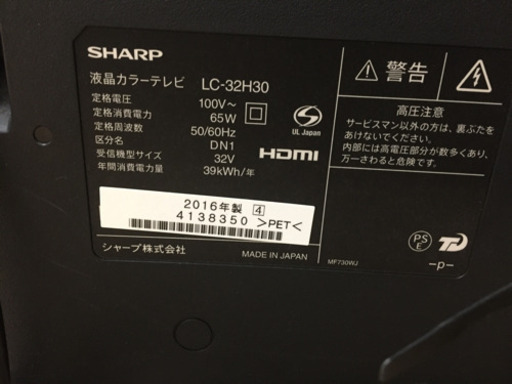 SHARP
液晶カラーテレビ LC-32H30
定格電圧 100V～
定格消費電力 65W
定格周波数 50/60Hz
区分名 DN1
受信機型サイズ 32V
年間消費電力量 39kWh/年
UL Japan
HDMI
2016年製 4
4138350 >PET<
シャープ株式会社 MADE IN JAPAN
警告
高圧注意
サービスマン以外の方は、裏ぶたをあけないでください。
内部には高電圧部分が数多くあり、万一さわると危険です。
MF730WJ
PSE
-p-